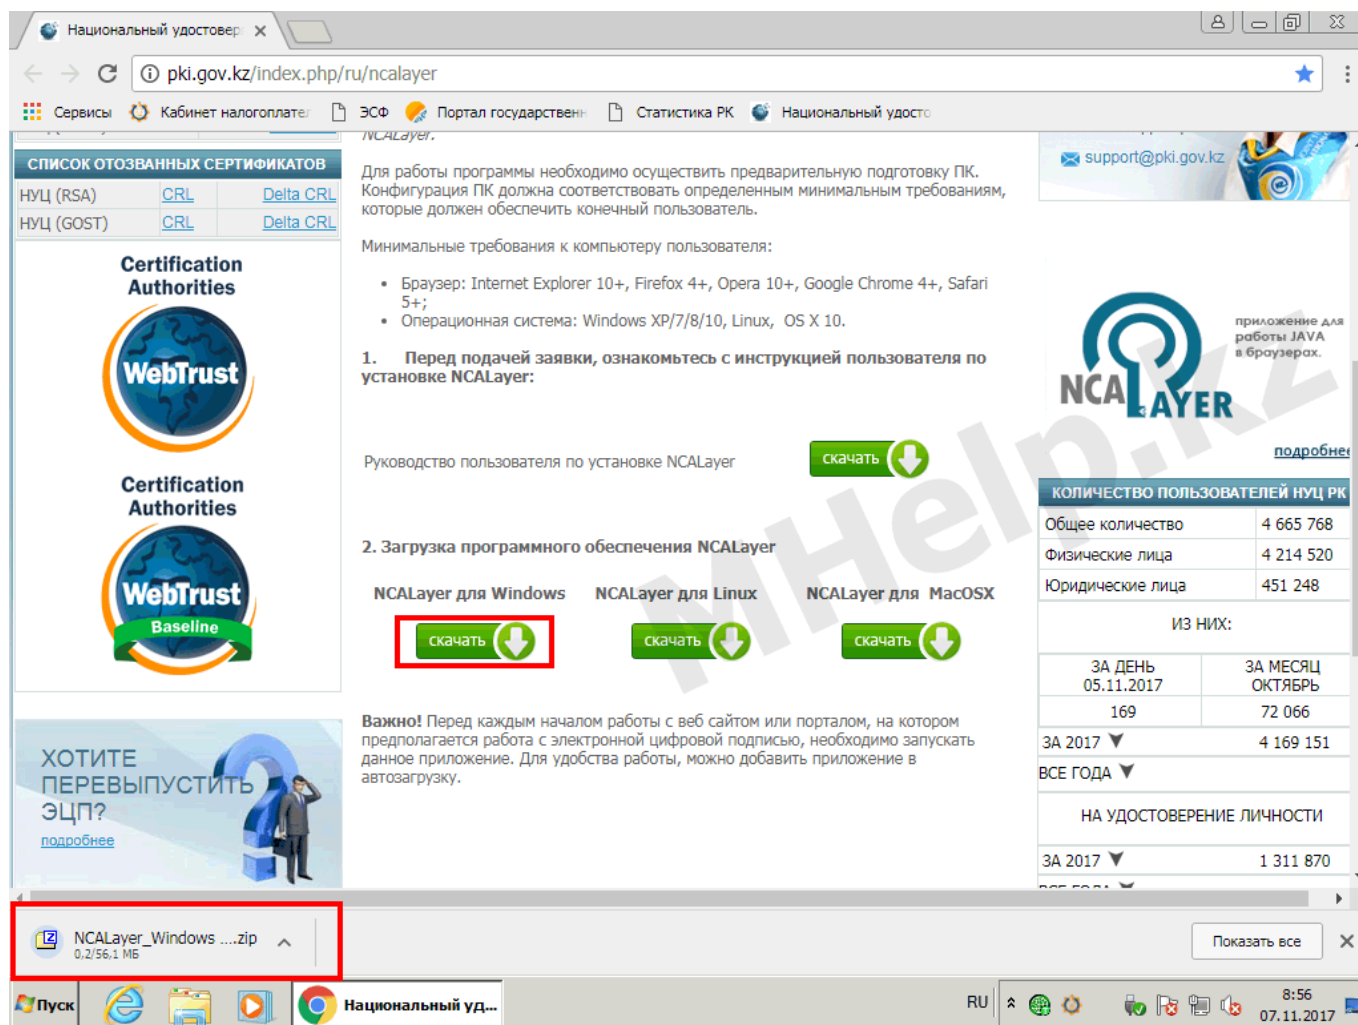 Национальный удостовер
pki.gov.kz/index.php/ru/ncalayer
Сервисы
Кабинет налогоплател
ЭСФ
Портал государственн
Статистика РК
Национальный удосто
СПИСОК ОТОЗВАННЫХ СЕРТИФИКАТОВ
НУЦ (RSA) CRL Delta CRL
НУЦ (GOST) CRL Delta CRL
Certification
Authorities
WebTrust
Certification
Authorities
WebTrust
Baseline
ХОТИТЕ
ПЕРЕВЫПУСТИТЬ
ЭЦП?
подробнее
NCALayer.
Для работы программы необходимо осуществить предварительную подготовку ПК.
Конфигурация ПК должна соответствовать определенным минимальным требованиям,
которые должен обеспечить конечный пользователь.
Минимальные требования к компьютеру пользователя:
• Браузер: Internet Explorer 10+, Firefox 4+, Opera 10+, Google Chrome 4+, Safari
5+;
• Операционная система: Windows XP/7/8/10, Linux, OS X 10.
1. Перед подачей заявки, ознакомьтесь с инструкцией пользователя по
установке NCALayer:
Руководство пользователя по установке NCALayer скачать
2. Загрузка программного обеспечения NCALayer
NCALayer для Windows NCALayer для Linux NCALayer для MacOSX
скачать скачать скачать
Важно! Перед каждым началом работы с веб сайтом или порталом, на котором
предполагается работа с электронной цифровой подписью, необходимо запускать
данное приложение. Для удобства работы, можно добавить приложение в
автозагрузку.
support@pki.gov.kz
NCALAYER
приложение для
работы JAVA
в браузерах.
подробнее
КОЛИЧЕСТВО ПОЛЬЗОВАТЕЛЕЙ НУЦ РК
Общее количество 4 665 768
Физические лица 4 214 520
Юридические лица 451 248
ИЗ НИХ:
ЗА ДЕНЬ ЗА МЕСЯЦ
05.11.2017 ОКТЯБРЬ
169 72 066
ЗА 2017 4 169 151
ВСЕ ГОДА
НА УДОСТОВЕРЕНИЕ ЛИЧНОСТИ
ЗА 2017 1 311 870
MHelp.kz
NCALayer_Windows ....zip
0,2/56,1 МБ
Показать все
Пуск
Национальный уд...
RU
8:56
07.11.2017